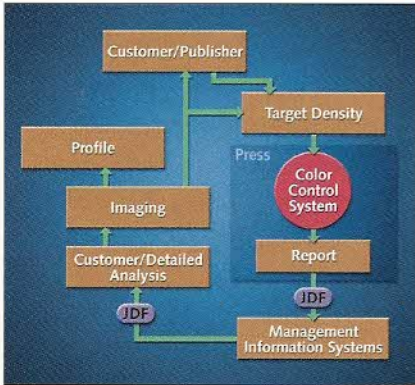 Customer/Publisher
Target Density
Profile
Press
Color
Control
System
Imaging
Customer/Detailed
Analysis
Report
JDF
JDF
Management
Information Systems